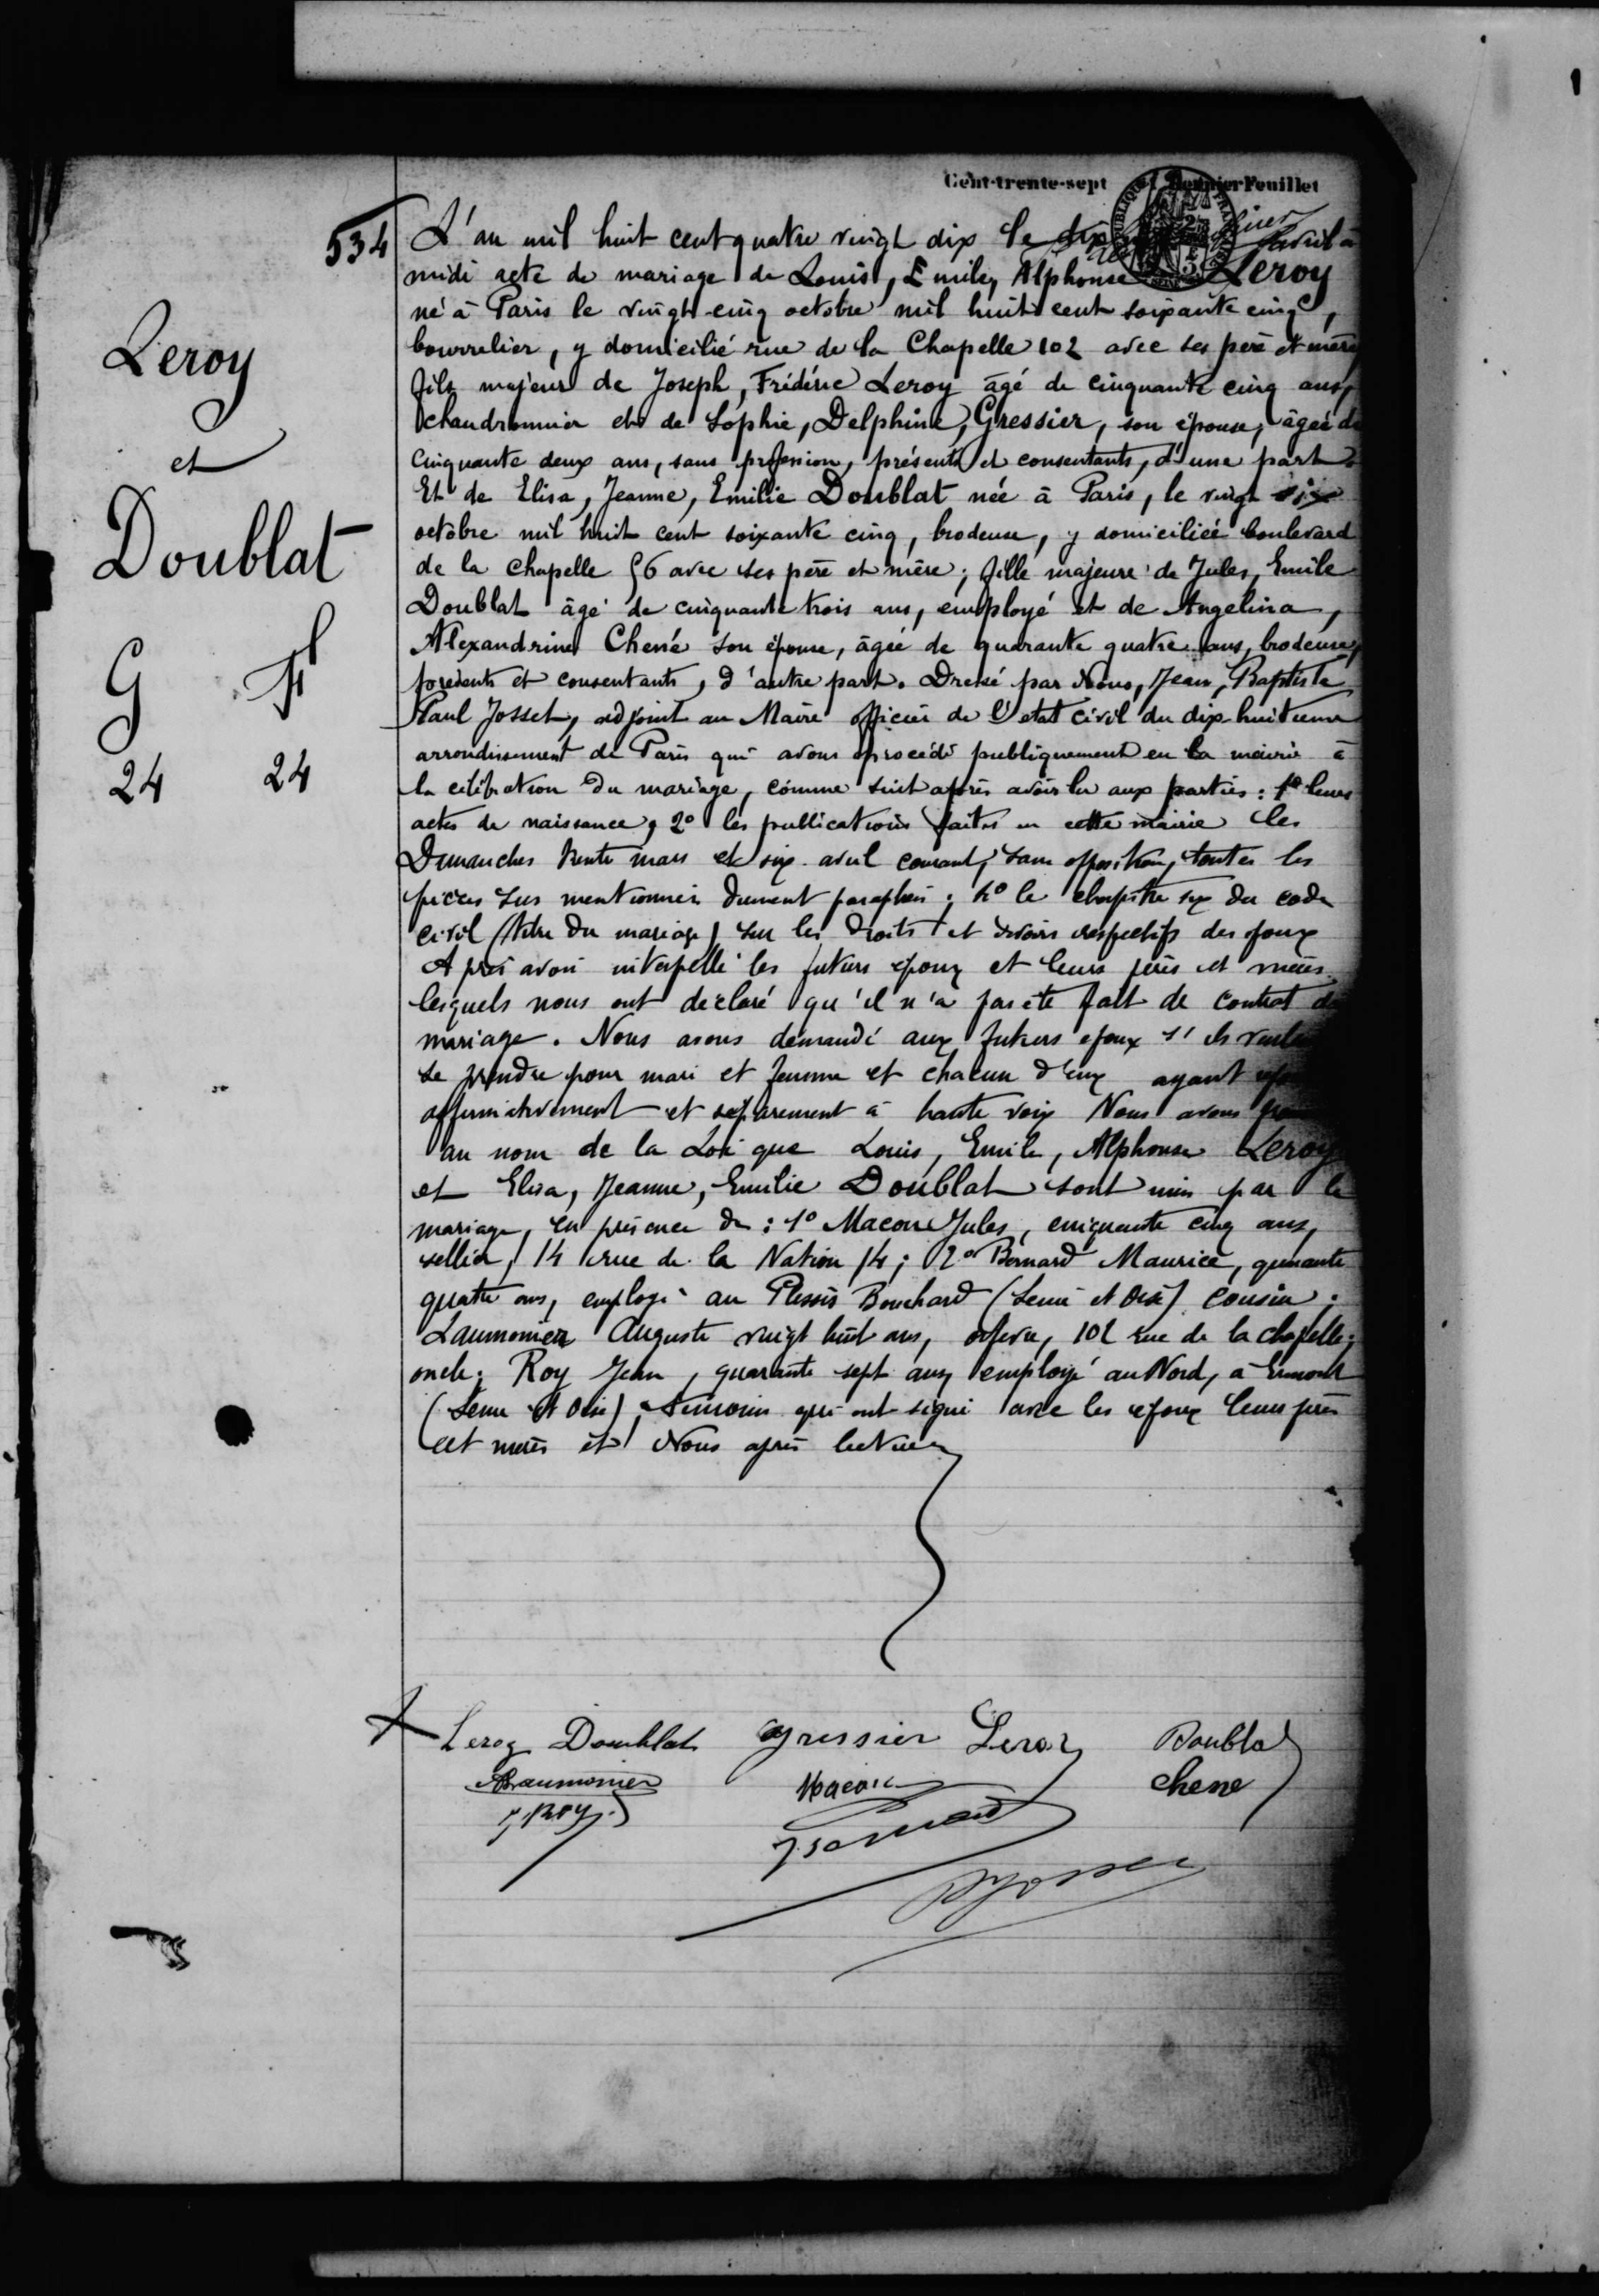 Cent-trente-sept et Dernier Feuillet
534
L'an mil huit cent quatre vingt dix le dix avril à
midi acte de mariage de Louis, Emile, Alphonse Leroy
né à Paris le vingt-cinq octobre mil huit cent soixante cinq,
bourrelier, y domicilié rue de la Chapelle 102 avec ses père et mère
fils majeur de Joseph, Frédéric Leroy âgé de cinquante cinq ans,
chaudronnier et de Sophie, Delphine, Gressier, son épouse, âgée de
cinquante deux ans, sans profession, présents et consentants, d'une part.
Et de Elisa, Jeanne, Emilie Doublat née à Paris, le vingt six
octobre mil huit cent soixante cinq, brodeuse, y domiciliée boulevard
de la Chapelle 56 avec ses père et mère; fille majeure de Jules, Emile
Doublat âgé de cinquante trois ans, employé et de Angelina,
Alexandrine Chené son épouse, âgée de quarante quatre ans, brodeuse,
présents et consentants, d'autre part. Dressé par Nous, Jean, Baptiste
Paul Josset, adjoint au Maire officier de l'etat civil du dix huitième
arrondissement de Paris qui avons procédé publiquement en la mairie à
la célébration du mariage, comme suit après avoir lu aux parties: 1° leurs
actes de naissance, 2° les publications faites en cette mairie les
Dimanches trente mars et six avril courant, sans opposition, toutes les
pièces sus mentionnées dument paraphées; 4° le chapitre six du code
civil (titre du mariage) sur les droits et devoirs respectifs des époux
Après avoir interpellé les futurs époux et leurs pères et mères
lesquels nous ont declaré qu'il n'a pas été fait de contrat de
mariage. Nous avons demandé aux futurs époux s'ils
se prendre pour mari et femme et chacun d'eux ayant
affirmativement et séparement à haute voix Nous avons
au nom de la Loi que Louis, Emile, Alphonse Leroy
et Elisa, Jeanne, Emilie Doublat sont unis par le
mariage, en présence de: 1° Macon Jules, cinquante cinq ans,
sellier, 14 rue de la Nation 14; 2° Bernard Maurice, quarante
quatre ans, employé au Plessis Bouchard (Seine et Oise) cousin;
Laumonier Auguste vingt huit ans, orfevre, 102 rue de la chapelle;
oncle; Roy Jean, quarante sept ans, employé au Nord, à Ermont
(Seine et Oise), témoins qui ont signé avec les époux leurs pères
et mères et Nous après lecture
Leroy
et
Doublat
G F
24 24
Leroy Doublat Gressier Leroy Doublat
ALaumonier Macon Chene
J. Roy Bernard
PJosset